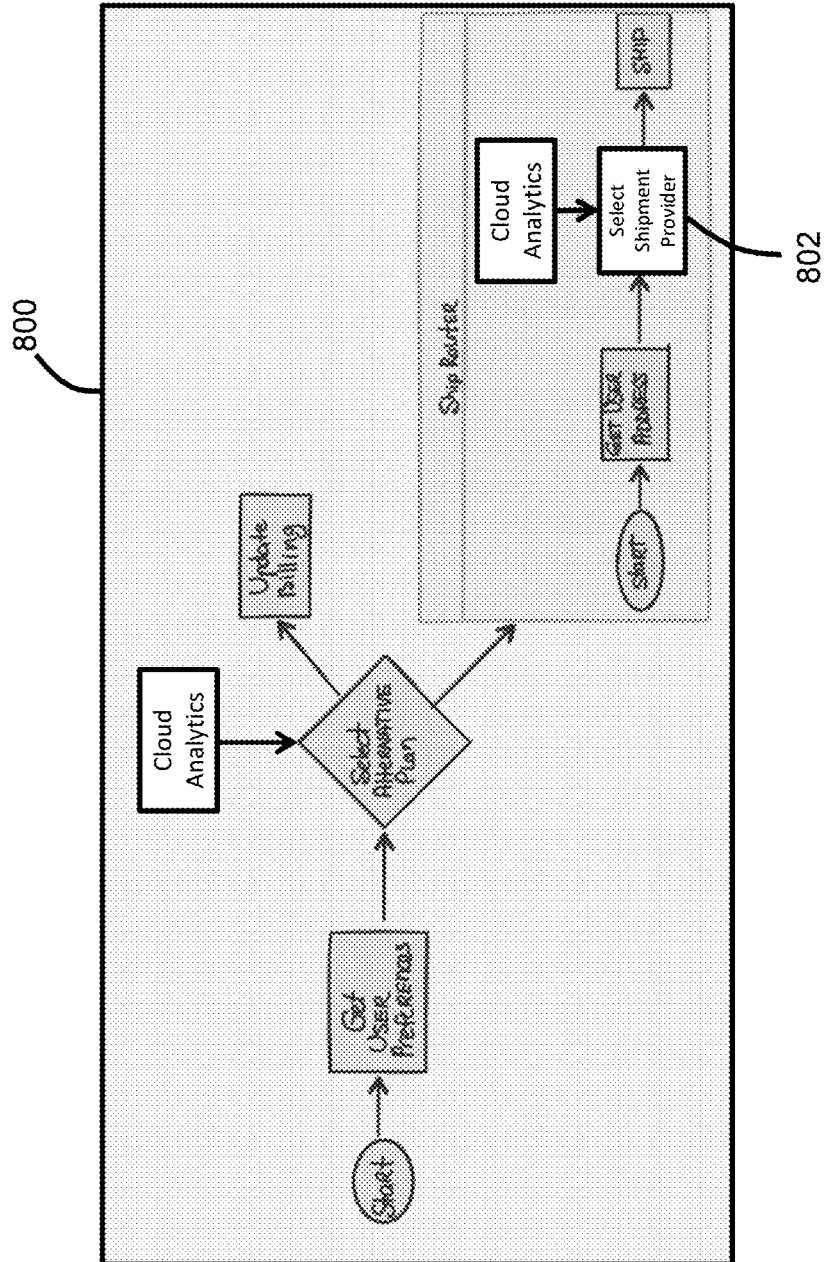 800
Cloud
Analytics
Start
Get
USER
PreFERENCES
Select
AlterNATIVE
Plan
Update
Billing
Ship Router
Cloud
Analytics
START
GET USER
ADDRESS
Select
Shipment
Provider
SHIP
802